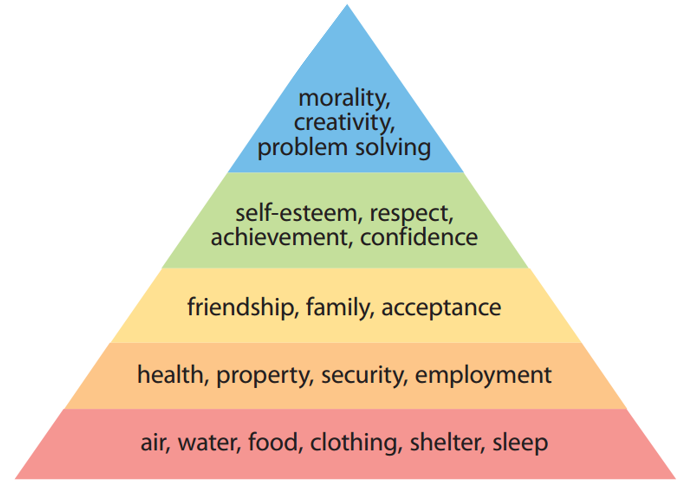 morality,
creativity,
problem solving
self-esteem, respect,
achievement, confidence
friendship, family, acceptance
health, property, security, employment
air, water, food, clothing, shelter, sleep